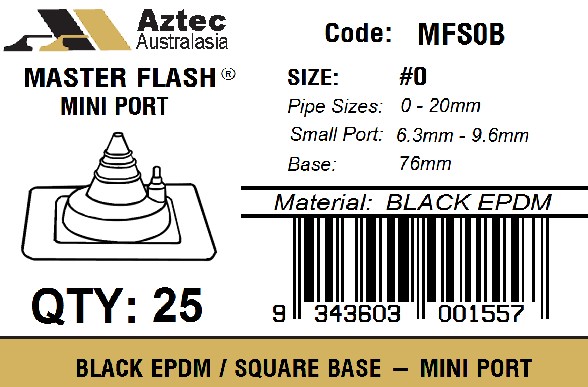 Aztec
Australasia
MASTER FLASH®
MINI PORT
QTY: 25
Code: MFS0B
SIZE: #0
Pipe Sizes: 0 - 20mm
Small Port: 6.3mm - 9.6mm
Base: 76mm
Material: BLACK EPDM
9 343603 001557
BLACK EPDM / SQUARE BASE – MINI PORT